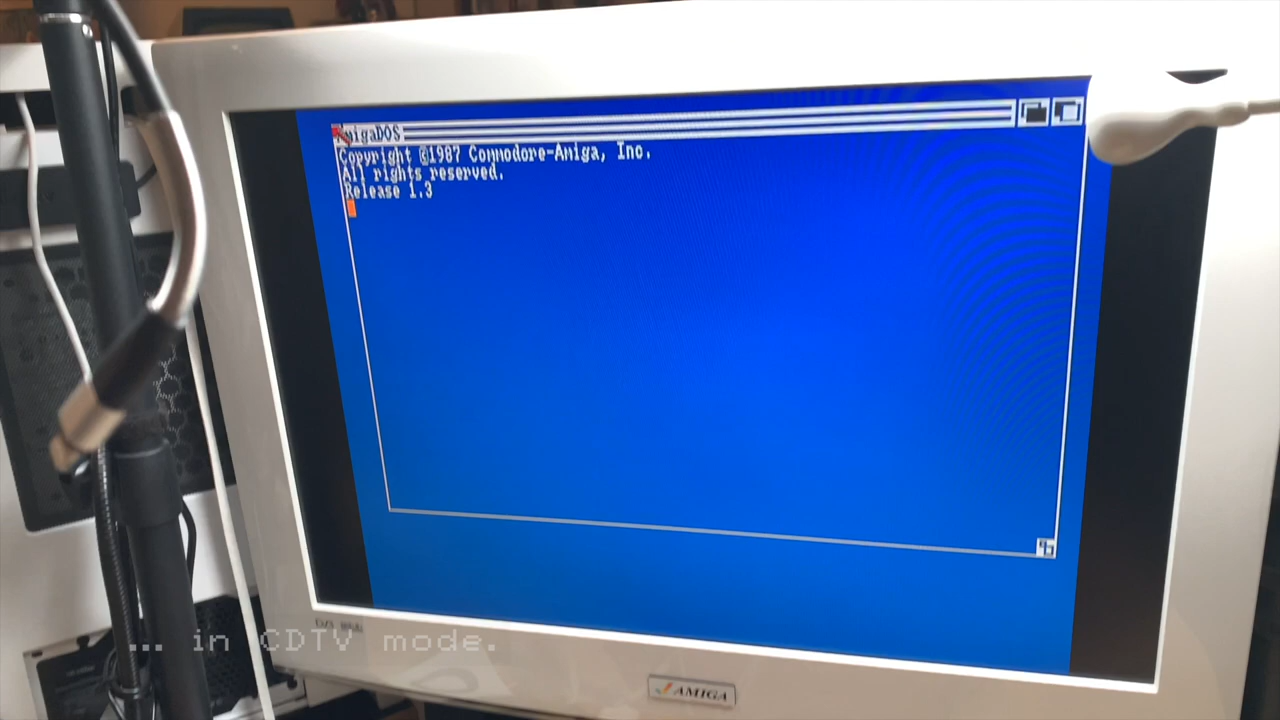 AmigaDOS
Copyright ©1987 Commodore-Amiga, Inc.
All rights reserved.
Release 1.3
... in CDTV mode.
AMIGA